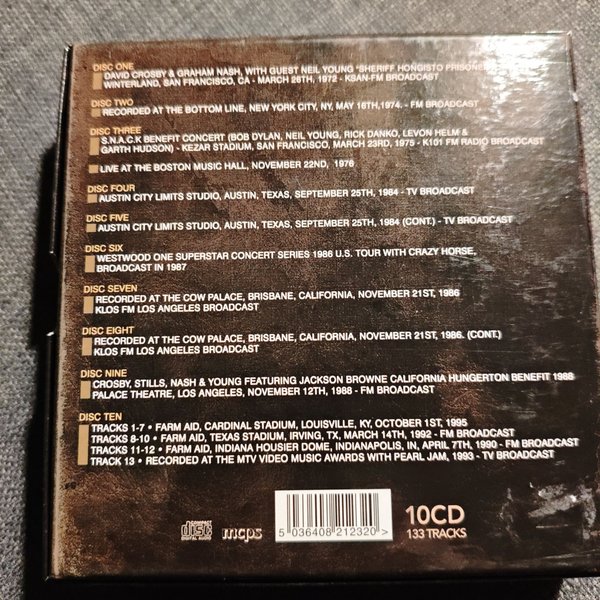 DISC ONE
DAVID CROSBY & GRAHAM NASH, WITH GUEST NEIL YOUNG "SHERIFF HONGISTO PRISONER
WINTERLAND, SAN FRANCISCO, CA - MARCH 26TH, 1972 - KSAN-FM BROADCAST
DISC TWO
RECORDED AT THE BOTTOM LINE, NEW YORK CITY, NY, MAY 16TH,1974. - FM BROADCAST
DISC THREE
S.N.A.C.K BENEFIT CONCERT (BOB DYLAN, NEIL YOUNG, RICK DANKO, LEVON HELM &
GARTH HUDSON) - KEZAR STADIUM, SAN FRANCISCO, MARCH 23RD, 1975 - K101 FM RADIO BROADCAST
LIVE AT THE BOSTON MUSIC HALL, NOVEMBER 22ND, 1976
DISC FOUR
AUSTIN CITY LIMITS STUDIO, AUSTIN, TEXAS, SEPTEMBER 25TH, 1984 - TV BROADCAST
DISC FIVE
AUSTIN CITY LIMITS STUDIO, AUSTIN, TEXAS, SEPTEMBER 25TH, 1984 (CONT.) - TV BROADCAST
DISC SIX
WESTWOOD ONE SUPERSTAR CONCERT SERIES 1986 U.S. TOUR WITH CRAZY HORSE,
BROADCAST IN 1987
DISC SEVEN
RECORDED AT THE COW PALACE, BRISBANE, CALIFORNIA, NOVEMBER 21ST, 1986
KLOS FM LOS ANGELES BROADCAST
DISC EIGHT
RECORDED AT THE COW PALACE, BRISBANE, CALIFORNIA, NOVEMBER 21ST, 1986. (CONT.)
KLOS FM LOS ANGELES BROADCAST
DISC NINE
CROSBY, STILLS, NASH & YOUNG FEATURING JACKSON BROWNE CALIFORNIA HUNGERTON BENEFIT 1988
PALACE THEATRE, LOS ANGELES, NOVEMBER 12TH, 1988 - FM BROADCAST
DISC TEN
TRACKS 1-7 • FARM AID, CARDINAL STADIUM, LOUISVILLE, KY, OCTOBER 1ST, 1995
TRACKS 8-10 • FARM AID, TEXAS STADIUM, IRVING, TX, MARCH 14TH, 1992 - FM BROADCAST
TRACKS 11-12 • FARM AID, INDIANA HOUSIER DOME, INDIANAPOLIS, IN, APRIL 7TH, 1990 - FM BROADCAST
TRACK 13 • RECORDED AT THE MTV VIDEO MUSIC AWARDS WITH PEARL JAM, 1993 - TV BROADCAST
COMPACT
disc
DIGITAL AUDIO
mcps
5 036408 212320 >
10CD
133 TRACKS